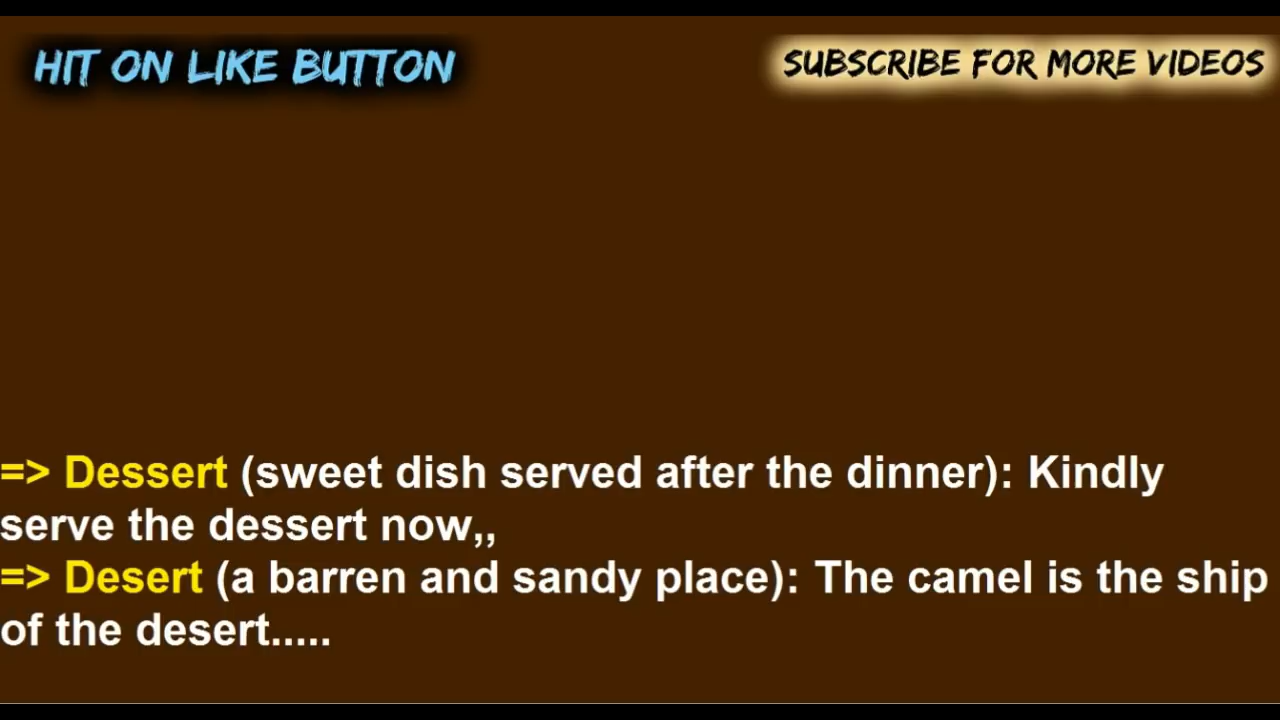 HIT ON LIKE BUTTON
SUBSCRIBE FOR MORE VIDEOS
=> Dessert (sweet dish served after the dinner): Kindly
serve the dessert now,,
=> Desert (a barren and sandy place): The camel is the ship
of the desert.....